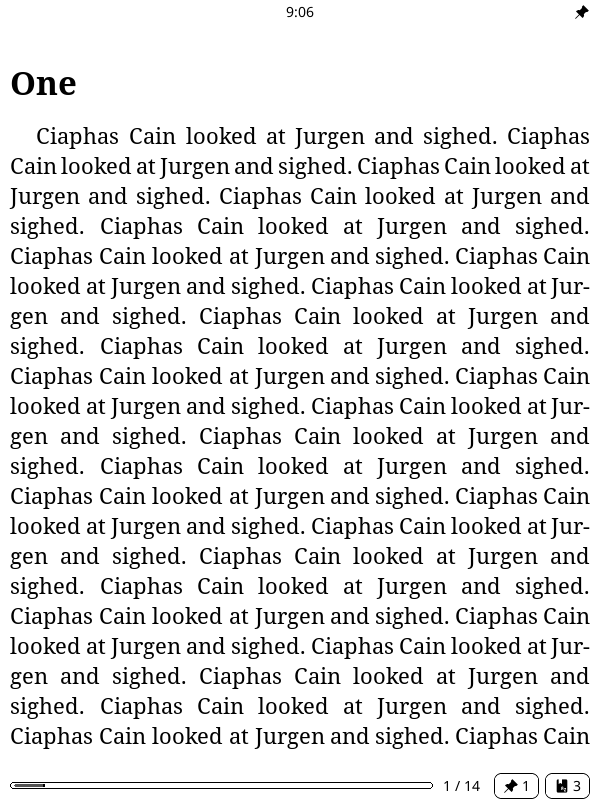 9:06
One
Ciaphas Cain looked at Jurgen and sighed. Ciaphas
Cain looked at Jurgen and sighed. Ciaphas Cain looked at
Jurgen and sighed. Ciaphas Cain looked at Jurgen and
sighed. Ciaphas Cain looked at Jurgen and sighed.
Ciaphas Cain looked at Jurgen and sighed. Ciaphas Cain
looked at Jurgen and sighed. Ciaphas Cain looked at Jur-
gen and sighed. Ciaphas Cain looked at Jurgen and
sighed. Ciaphas Cain looked at Jurgen and sighed.
Ciaphas Cain looked at Jurgen and sighed. Ciaphas Cain
looked at Jurgen and sighed. Ciaphas Cain looked at Jur-
gen and sighed. Ciaphas Cain looked at Jurgen and
sighed. Ciaphas Cain looked at Jurgen and sighed.
Ciaphas Cain looked at Jurgen and sighed. Ciaphas Cain
looked at Jurgen and sighed. Ciaphas Cain looked at Jur-
gen and sighed. Ciaphas Cain looked at Jurgen and
sighed. Ciaphas Cain looked at Jurgen and sighed.
Ciaphas Cain looked at Jurgen and sighed. Ciaphas Cain
looked at Jurgen and sighed. Ciaphas Cain looked at Jur-
gen and sighed. Ciaphas Cain looked at Jurgen and
sighed. Ciaphas Cain looked at Jurgen and sighed.
Ciaphas Cain looked at Jurgen and sighed. Ciaphas Cain
1 / 14 1 3